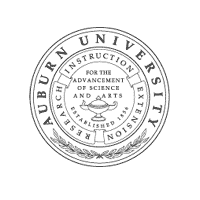 AUBURN UNIVERSITY
RESEARCH
INSTRUCTION
EXTENSION
FOR THE
ADVANCEMENT
OF SCIENCE
AND ARTS
ESTABLISHED 1856